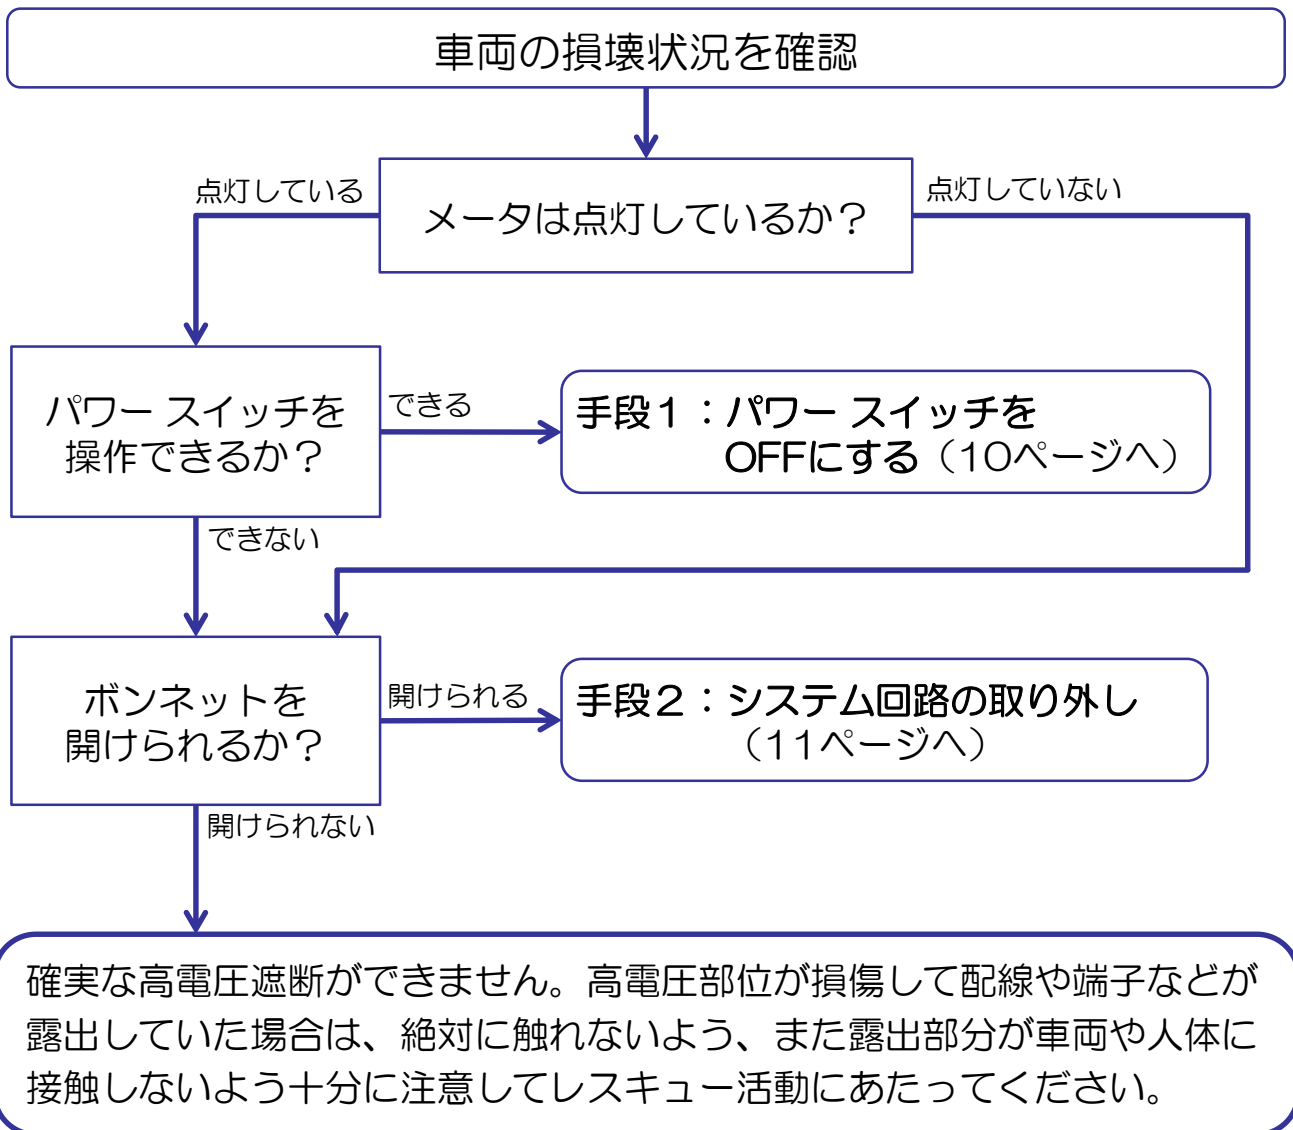 車両の損壊状況を確認
点灯している
メータは点灯しているか？
点灯していない
パワー スイッチを
操作できるか？
できる
手段１：パワー スイッチを
OFFにする（10ページへ）
できない
ボンネットを
開けられるか？
開けられる
手段２：システム回路の取り外し
（11ページへ）
開けられない
確実な高電圧遮断ができません。高電圧部位が損傷して配線や端子などが
露出していた場合は、絶対に触れないよう、また露出部分が車両や人体に
接触しないよう十分に注意してレスキュー活動にあたってください。